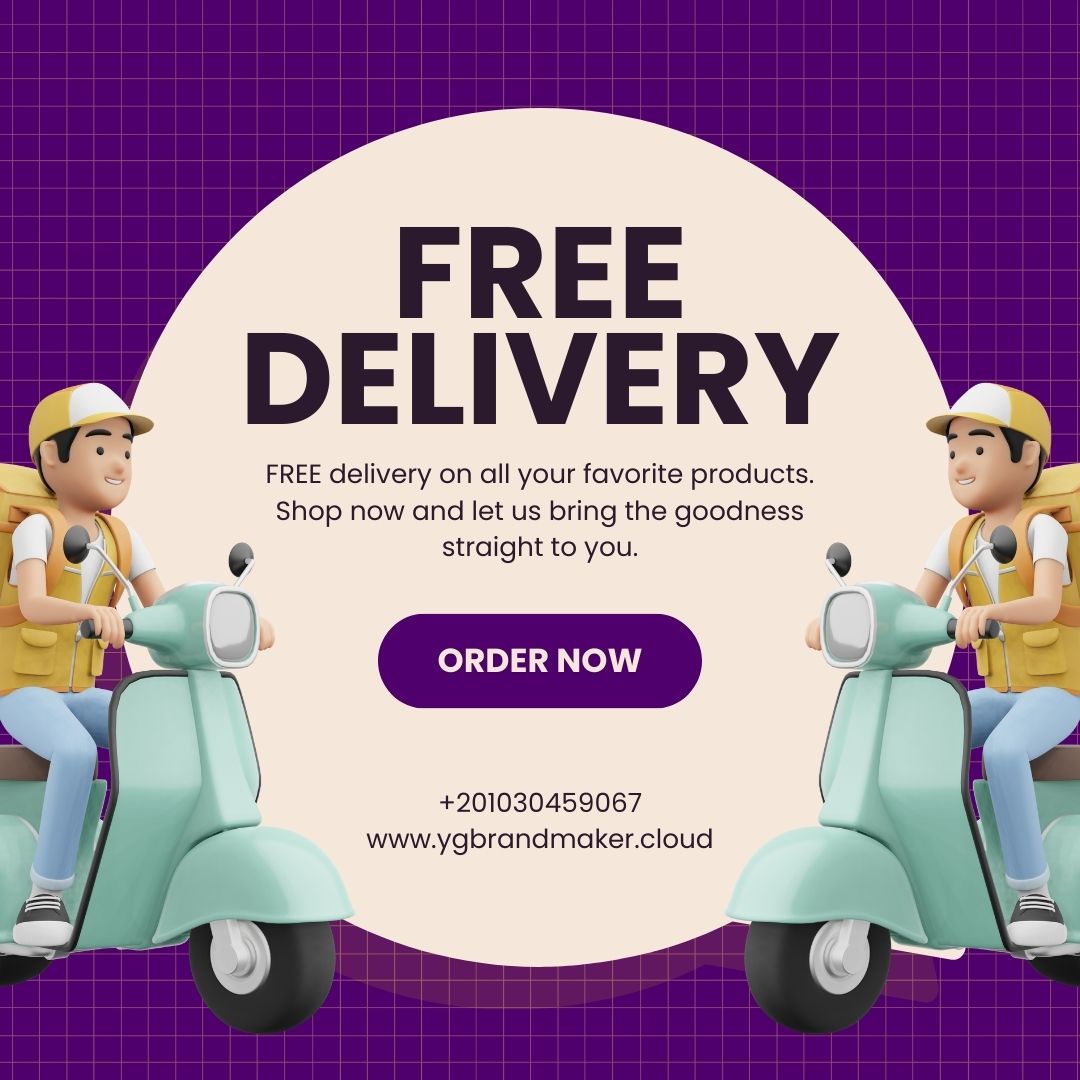 FREE
DELIVERY
FREE delivery on all your favorite products.
Shop now and let us bring the goodness
straight to you.
ORDER NOW
+201030459067
www.ygbrandmaker.cloud